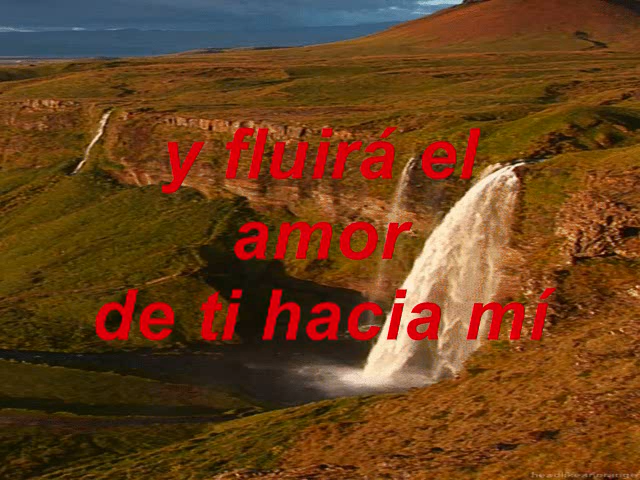 y fluirá el
amor
de ti hacia mí